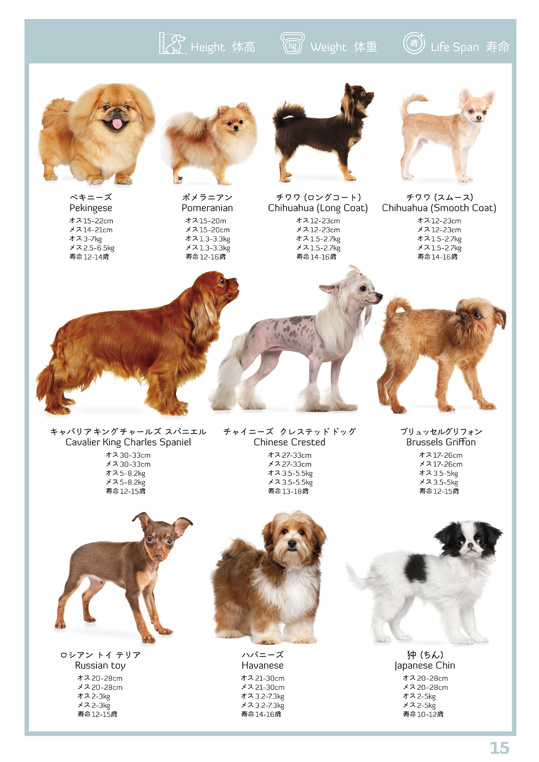 Height 体高
kg
Weight 体重
歳
Life Span 寿命
ペキニーズ
Pekingese
オス15-22cm
メス14-21cm
オス3-7kg
メス2.5-6.5kg
寿命12-14歳
ポメラニアン
Pomeranian
オス15-20m
メス15-20cm
オス1.3-3.3kg
メス1.3-3.3kg
寿命12-16歳
チワワ (ロングコート)
Chihuahua (Long Coat)
オス12-23cm
メス12-23cm
オス1.5-2.7kg
メス1.5-2.7kg
寿命14-16歳
チワワ (スムース)
Chihuahua (Smooth Coat)
オス12-23cm
メス12-23cm
オス1.5-2.7kg
メス1.5-2.7kg
寿命14-16歳
キャバリア キング チャールズ スパニエル
Cavalier King Charles Spaniel
オス30-33cm
メス30-33cm
オス5-8.2kg
メス5-8.2kg
寿命12-15歳
チャイニーズ クレステッド ドッグ
Chinese Crested
オス27-33cm
メス27-33cm
オス3.5-5.5kg
メス3.5-5.5kg
寿命13-18歳
ブリュッセルグリフォン
Brussels Griffon
オス17-26cm
メス17-26cm
オス3.5-5kg
メス3.5-5kg
寿命12-15歳
ロシアン トイ テリア
Russian toy
オス20-28cm
メス20-28cm
オス2-3kg
メス2-3kg
寿命12-15歳
ハバニーズ
Havanese
オス21-30cm
メス21-30cm
オス3.2-7.3kg
メス3.2-7.3kg
寿命14-16歳
狆 (ちん)
Japanese Chin
オス20-28cm
メス20-28cm
オス2-5kg
メス2-5kg
寿命10-12歳
15